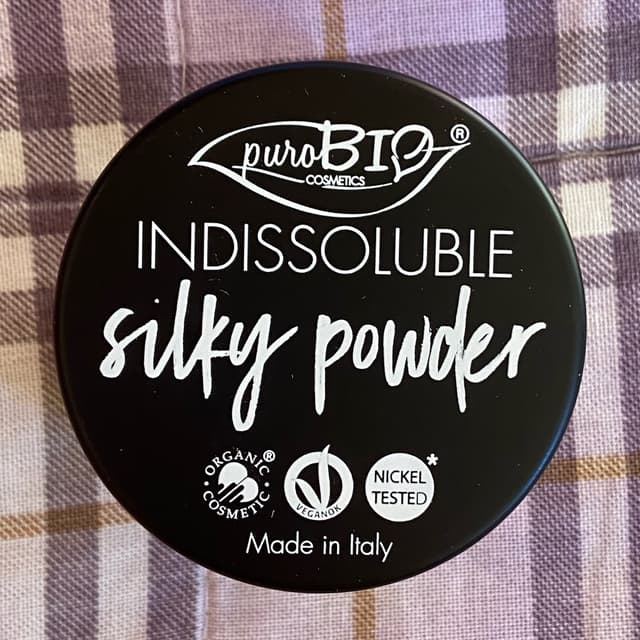 puroBIO®
COSMETICS
INDISSOLUBLE
silky powder
ORGANIC®
COSMETIC
VEGANOK
NICKEL*
TESTED
Made in Italy